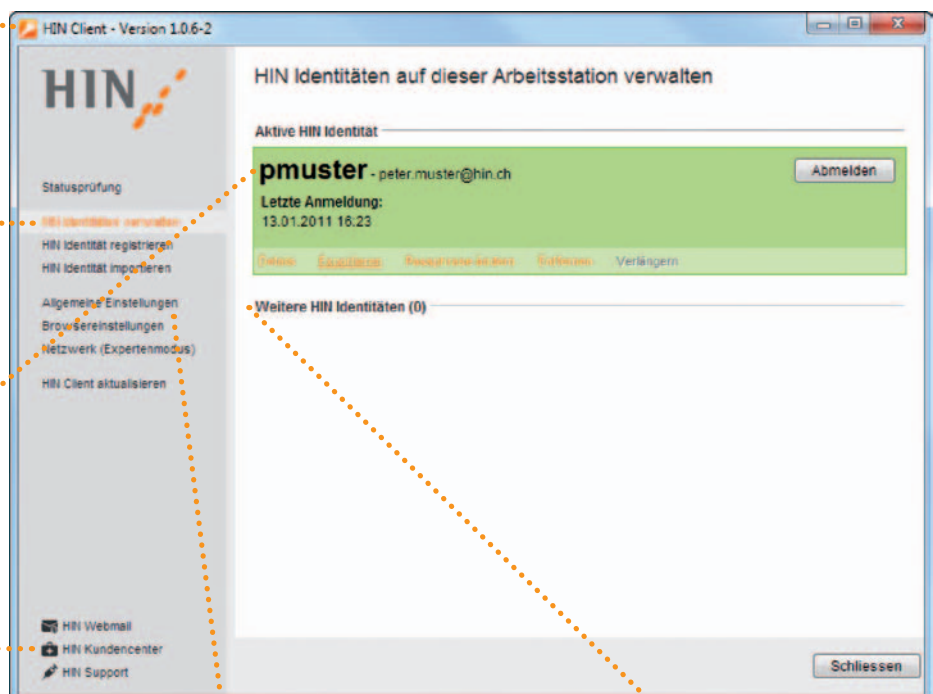 HIN Client - Version 1.0.6-2
HIN
HIN Identitäten auf dieser Arbeitsstation verwalten
Aktive HIN Identität
pmuster - peter.muster@hin.ch
Abmelden
Letzte Anmeldung:
13.01.2011 16:23
Verlängern
Weitere HIN Identitäten (0)
Statusprüfung
HIN Identitäten verwalten
HIN Identität registrieren
HIN Identität importieren
Allgemeine Einstellungen
Browsereinstellungen
Netzwerk (Expertenmodus)
HIN Client aktualisieren
HIN Webmail
HIN Kundencenter
HIN Support
Schliessen